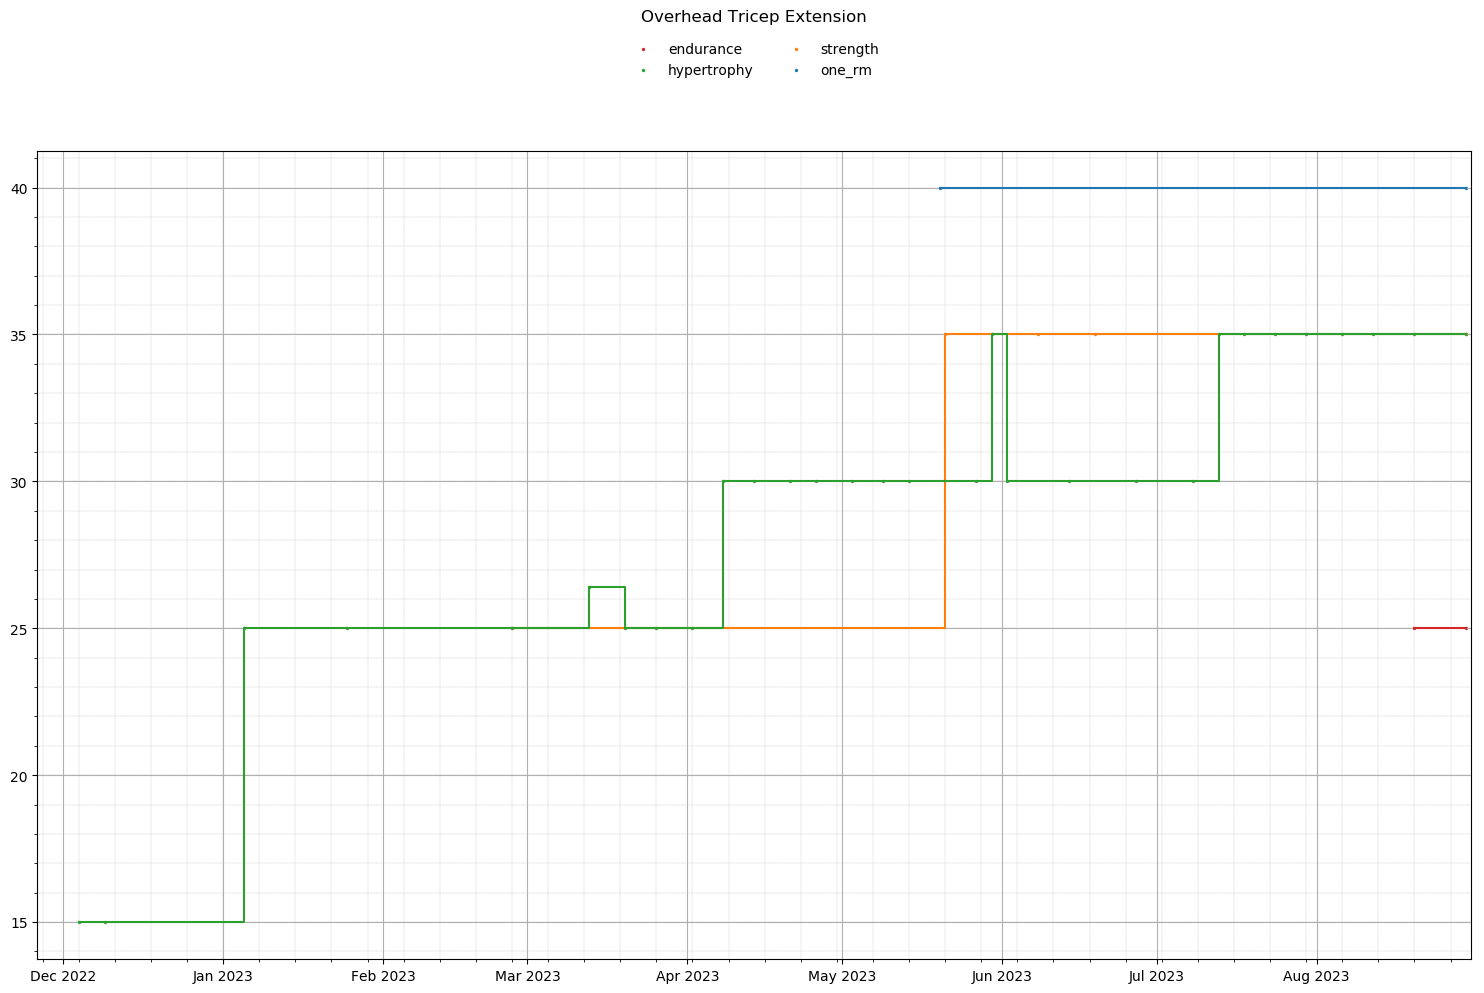 Overhead Tricep Extension
endurance
hypertrophy
strength
one_rm
40
35
30
25
20
15
Dec 2022
Jan 2023
Feb 2023
Mar 2023
Apr 2023
May 2023
Jun 2023
Jul 2023
Aug 2023